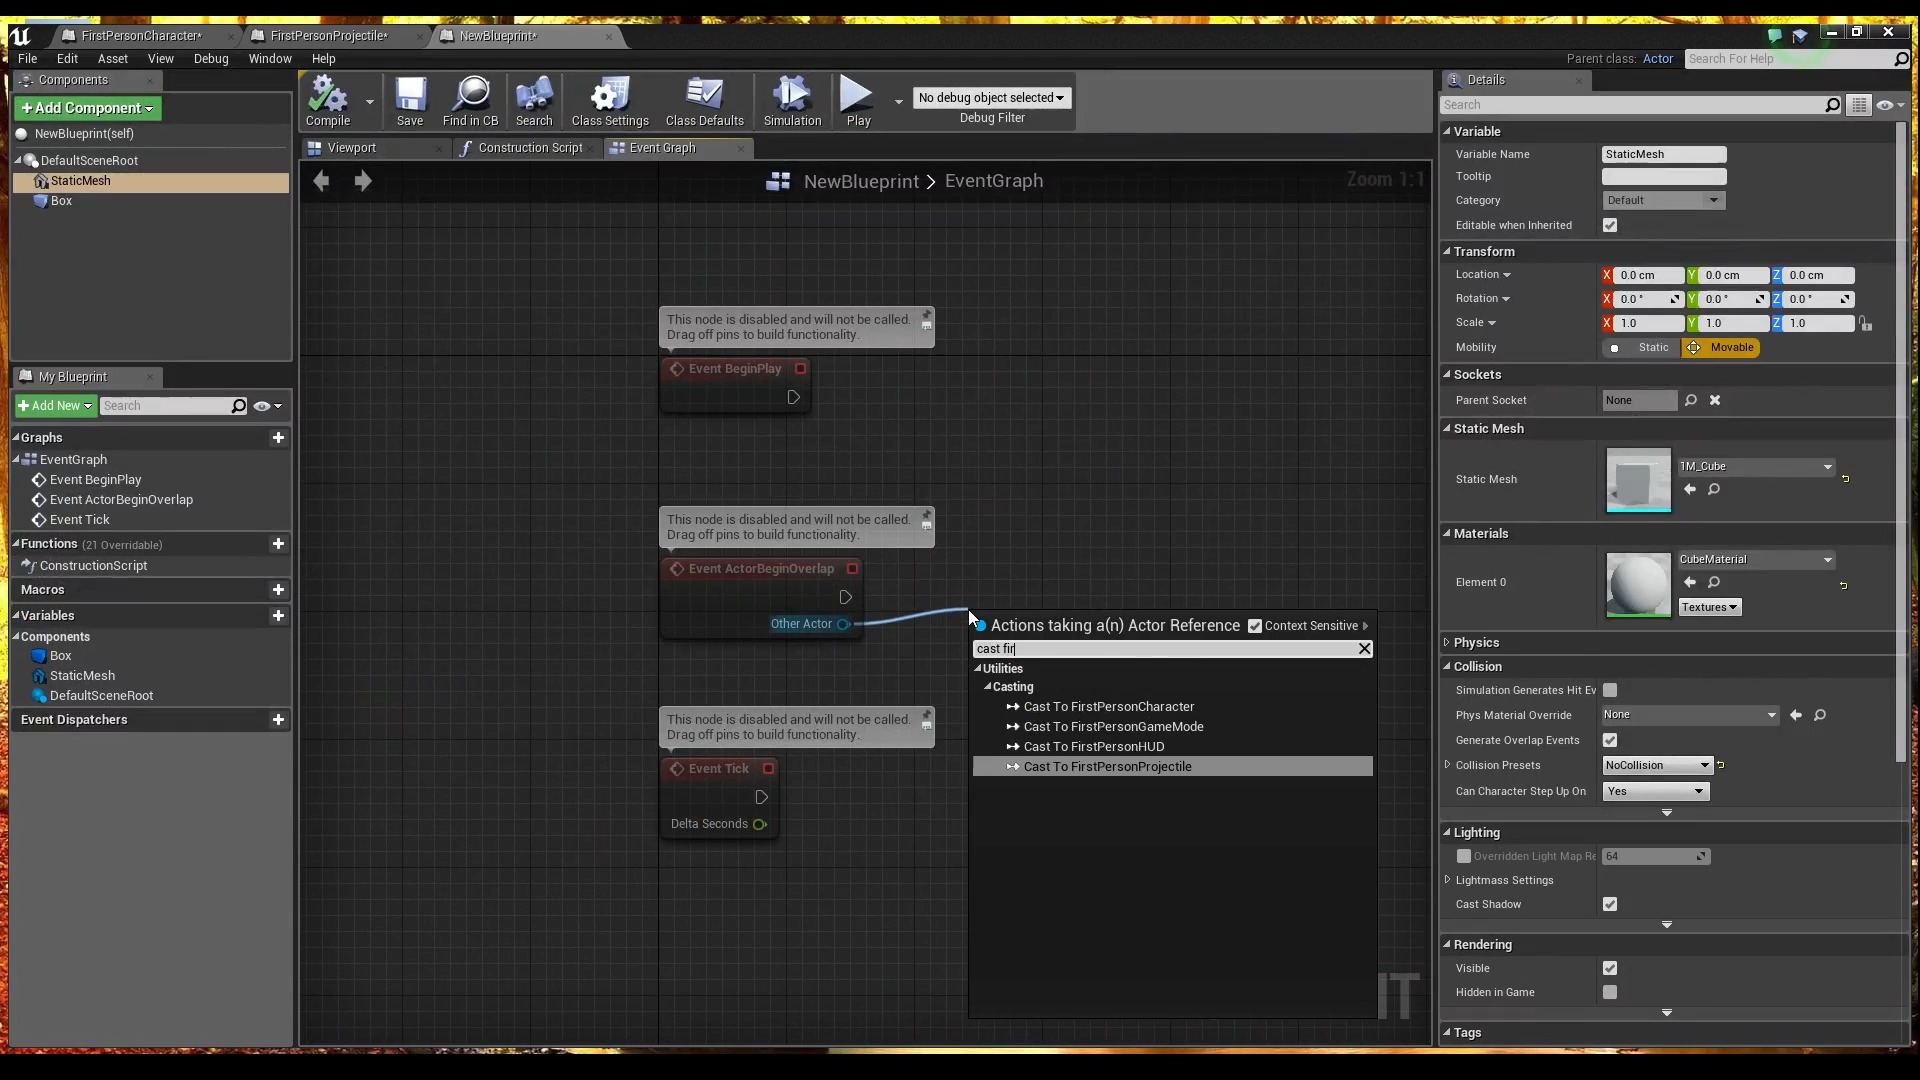 FirstPersonCharacter*
FirstPersonProjectile*
NewBlueprint*
File Edit Asset View Debug Window Help
Parent class: Actor
Search For Help
Components
+Add Component
NewBlueprint(self)
DefaultSceneRoot
StaticMesh
Box
Compile
Save
Find in CB
Search
Class Settings
Class Defaults
Simulation
Play
No debug object selected
Debug Filter
Viewport
Construction Script
Event Graph
NewBlueprint > EventGraph
Zoom 1:1
My Blueprint
+Add New
Search
Graphs
EventGraph
Event BeginPlay
Event ActorBeginOverlap
Event Tick
Functions (21 Overridable)
ConstructionScript
Macros
Variables
Components
Box
StaticMesh
DefaultSceneRoot
Event Dispatchers
This node is disabled and will not be called.
Drag off pins to build functionality.
Event BeginPlay
This node is disabled and will not be called.
Drag off pins to build functionality.
Event ActorBeginOverlap
Other Actor
This node is disabled and will not be called.
Drag off pins to build functionality.
Event Tick
Delta Seconds
Actions taking a(n) Actor Reference
Context Sensitive
cast fir
Utilities
Casting
Cast To FirstPersonCharacter
Cast To FirstPersonGameMode
Cast To FirstPersonHUD
Cast To FirstPersonProjectile
Details
Search
Variable
Variable Name StaticMesh
Tooltip
Category Default
Editable when Inherited
Transform
Location X 0.0 cm Y 0.0 cm Z 0.0 cm
Rotation X 0.0 ° Y 0.0 ° Z 0.0 °
Scale X 1.0 Y 1.0 Z 1.0
Mobility Static Movable
Sockets
Parent Socket None
Static Mesh
Static Mesh 1M_Cube
Materials
Element 0 CubeMaterial
Textures
Physics
Collision
Simulation Generates Hit Ev
Phys Material Override None
Generate Overlap Events
Collision Presets NoCollision
Can Character Step Up On Yes
Lighting
Overridden Light Map Re 64
Lightmass Settings
Cast Shadow
Rendering
Visible
Hidden in Game
Tags